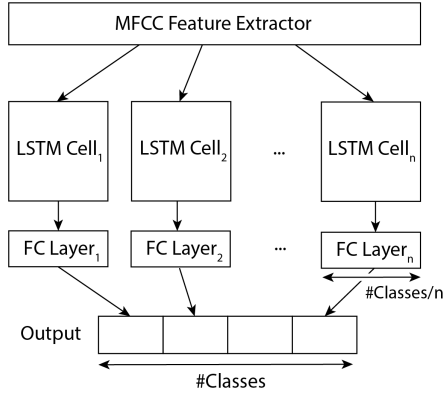 MFCC Feature Extractor
LSTM Cell₁ LSTM Cell₂ ... LSTM Cellₙ
FC Layer₁ FC Layer₂ ... FC Layerₙ
#Classes/n
Output
#Classes